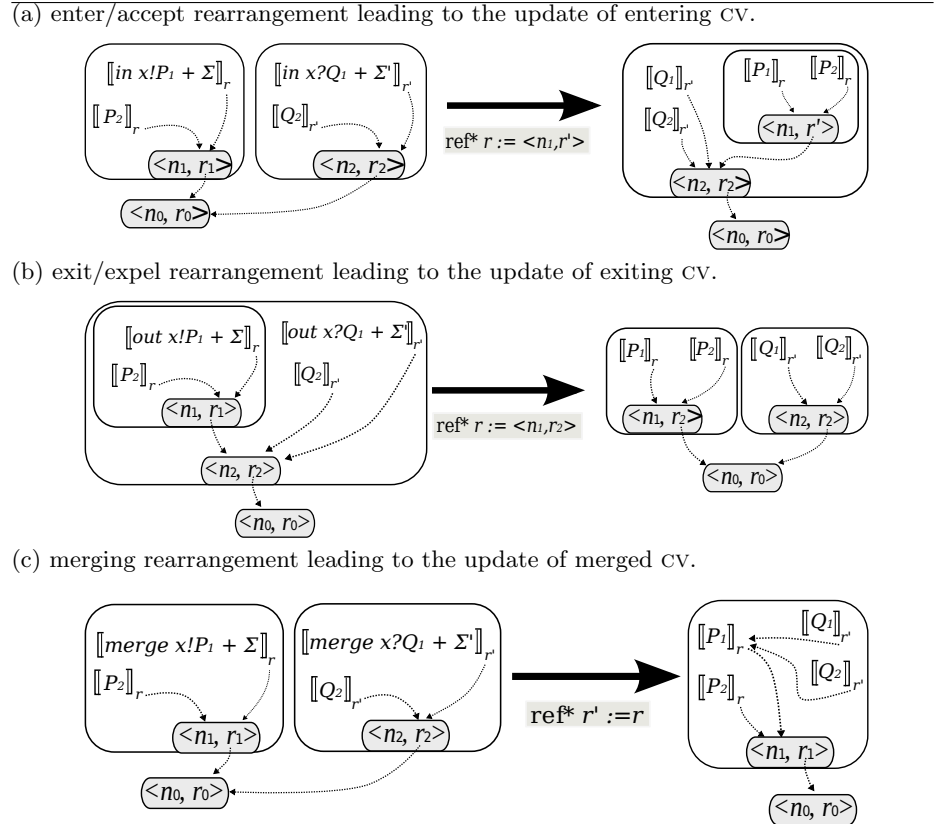 (a) enter/accept rearrangement leading to the update of entering CV.
⟦in x!P₁ + Σ⟧r
⟦in x?Q₁ + Σ'⟧r'
⟦P₂⟧r
⟦Q₂⟧r'
<n₁, r₁>
<n₂, r₂>
<n₀, r₀>
ref* r := <n₁,r'>
⟦Q₁⟧r'
⟦P₁⟧r
⟦P₂⟧r
⟦Q₂⟧r'
<n₁, r'>
<n₂, r₂>
<n₀, r₀>
(b) exit/expel rearrangement leading to the update of exiting CV.
⟦out x!P₁ + Σ⟧r
⟦out x?Q₁ + Σ'⟧r'
⟦P₂⟧r
⟦Q₂⟧r'
<n₁, r₁>
<n₂, r₂>
<n₀, r₀>
ref* r := <n₁,r₂>
⟦P₁⟧r
⟦P₂⟧r
⟦Q₁⟧r'
⟦Q₂⟧r'
<n₁, r₂>
<n₂, r₂>
<n₀, r₀>
(c) merging rearrangement leading to the update of merged CV.
⟦merge x!P₁ + Σ⟧r
⟦merge x?Q₁ + Σ'⟧r'
⟦P₂⟧r
⟦Q₂⟧r'
<n₁, r₁>
<n₂, r₂>
<n₀, r₀>
ref* r' :=r
⟦P₁⟧r
⟦Q₁⟧r'
⟦P₂⟧r
⟦Q₂⟧r'
<n₁, r₁>
<n₀, r₀>